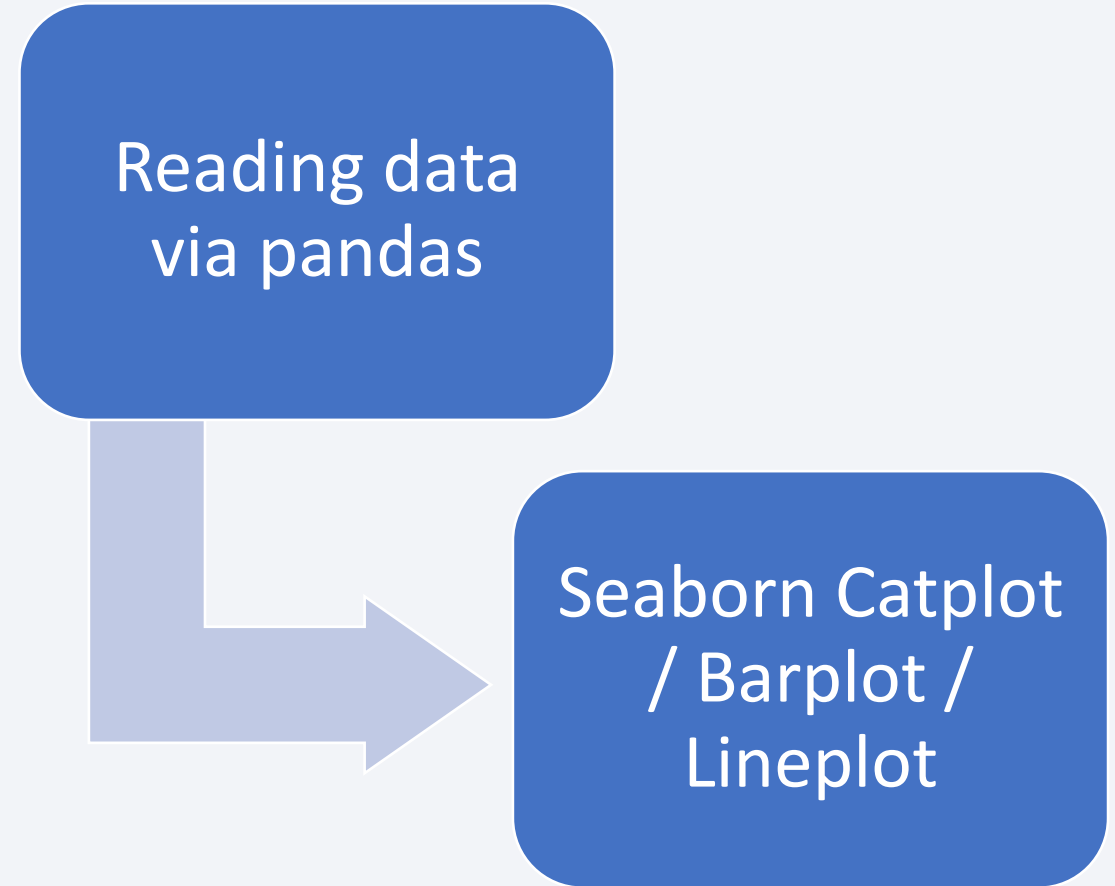 Reading data
via pandas
Seaborn Catplot
/ Barplot /
Lineplot